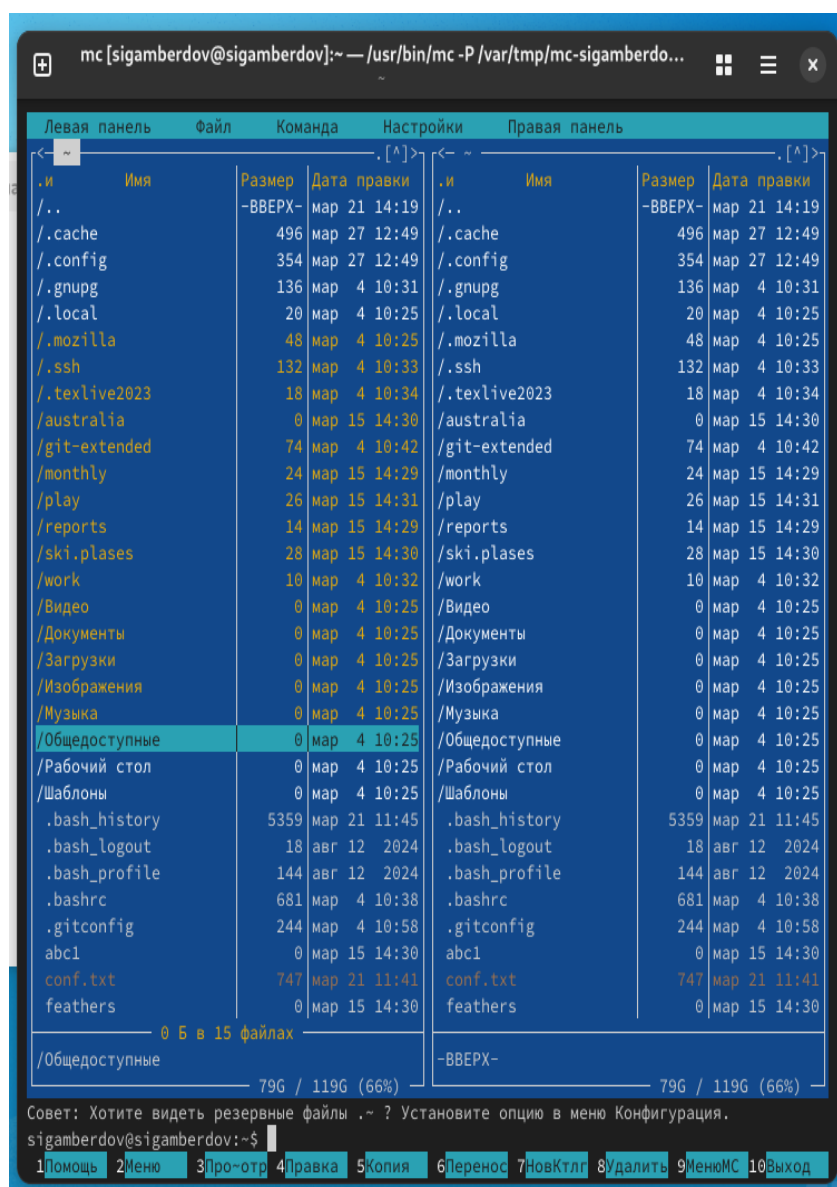 mc [sigamberdov@sigamberdov]:~ — /usr/bin/mc -P /var/tmp/mc-sigamberdo...
~
Левая панель Файл Команда Настройки Правая панель
<- ~ .[^]> <- ~ .[^]>
.и Имя Размер Дата правки .и Имя Размер Дата правки
/.. -ВВЕРХ- мар 21 14:19 /.. -ВВЕРХ- мар 21 14:19
/.cache 496 мар 27 12:49 /.cache 496 мар 27 12:49
/.config 354 мар 27 12:49 /.config 354 мар 27 12:49
/.gnupg 136 мар 4 10:31 /.gnupg 136 мар 4 10:31
/.local 20 мар 4 10:25 /.local 20 мар 4 10:25
/.mozilla 48 мар 4 10:25 /.mozilla 48 мар 4 10:25
/.ssh 132 мар 4 10:33 /.ssh 132 мар 4 10:33
/.texlive2023 18 мар 4 10:34 /.texlive2023 18 мар 4 10:34
/australia 0 мар 15 14:30 /australia 0 мар 15 14:30
/git-extended 74 мар 4 10:42 /git-extended 74 мар 4 10:42
/monthly 24 мар 15 14:29 /monthly 24 мар 15 14:29
/play 26 мар 15 14:31 /play 26 мар 15 14:31
/reports 14 мар 15 14:29 /reports 14 мар 15 14:29
/ski.plases 28 мар 15 14:30 /ski.plases 28 мар 15 14:30
/work 10 мар 4 10:32 /work 10 мар 4 10:32
/Видео 0 мар 4 10:25 /Видео 0 мар 4 10:25
/Документы 0 мар 4 10:25 /Документы 0 мар 4 10:25
/Загрузки 0 мар 4 10:25 /Загрузки 0 мар 4 10:25
/Изображения 0 мар 4 10:25 /Изображения 0 мар 4 10:25
/Музыка 0 мар 4 10:25 /Музыка 0 мар 4 10:25
/Общедоступные 0 мар 4 10:25 /Общедоступные 0 мар 4 10:25
/Рабочий стол 0 мар 4 10:25 /Рабочий стол 0 мар 4 10:25
/Шаблоны 0 мар 4 10:25 /Шаблоны 0 мар 4 10:25
.bash_history 5359 мар 21 11:45 .bash_history 5359 мар 21 11:45
.bash_logout 18 авг 12 2024 .bash_logout 18 авг 12 2024
.bash_profile 144 авг 12 2024 .bash_profile 144 авг 12 2024
.bashrc 681 мар 4 10:38 .bashrc 681 мар 4 10:38
.gitconfig 244 мар 4 10:58 .gitconfig 244 мар 4 10:58
abc1 0 мар 15 14:30 abc1 0 мар 15 14:30
conf.txt 747 мар 21 11:41 conf.txt 747 мар 21 11:41
feathers 0 мар 15 14:30 feathers 0 мар 15 14:30
0 Б в 15 файлах
/Общедоступные -ВВЕРХ-
79G / 119G (66%) 79G / 119G (66%)
Совет: Хотите видеть резервные файлы .~ ? Установите опцию в меню Конфигурация.
sigamberdov@sigamberdov:~$
1Помощь 2Меню 3Про~отр 4Правка 5Копия 6Перенос 7НовКтлг 8Удалить 9МенюMC 10Выход